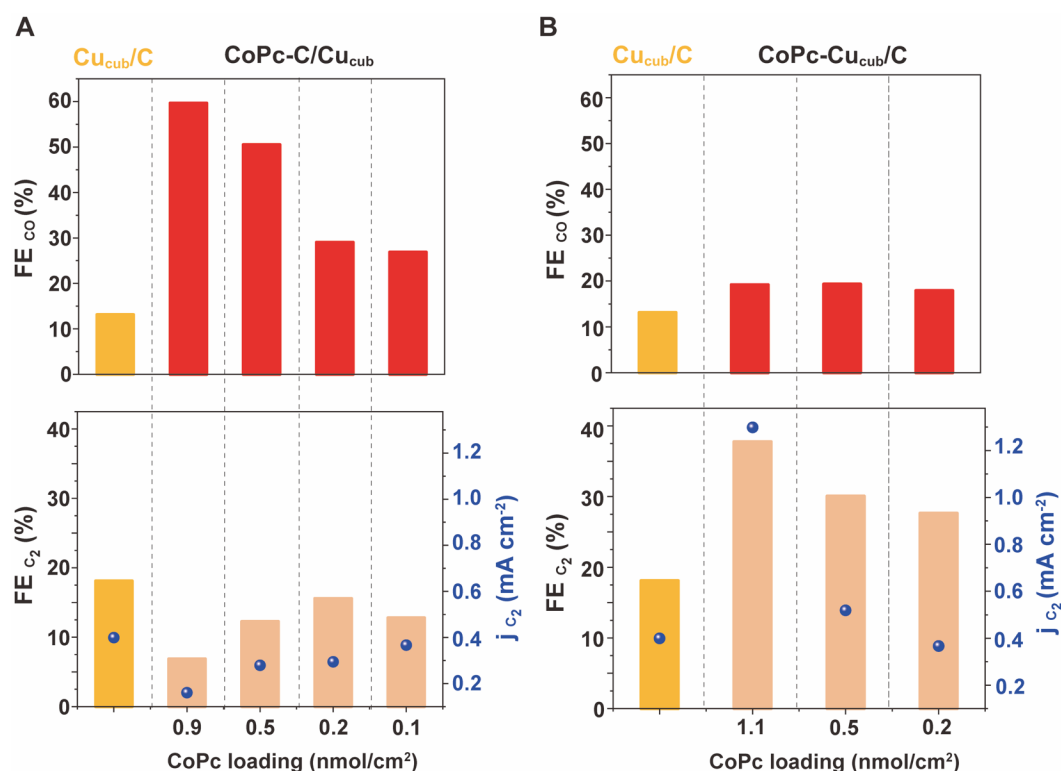 A
Cu_cub/C
CoPc-C/Cu_cub
FE CO (%)
60
50
40
30
20
10
0
FE C2 (%)
40
30
20
10
0
1.2
1.0
0.8
0.6
0.4
0.2
j C2 (mA cm-2)
0.9 0.5 0.2 0.1
CoPc loading (nmol/cm2)
B
Cu_cub/C
CoPc-Cu_cub/C
FE CO (%)
60
50
40
30
20
10
0
FE C2 (%)
40
30
20
10
0
1.2
1.0
0.8
0.6
0.4
0.2
j C2 (mA cm-2)
1.1 0.5 0.2
CoPc loading (nmol/cm2)